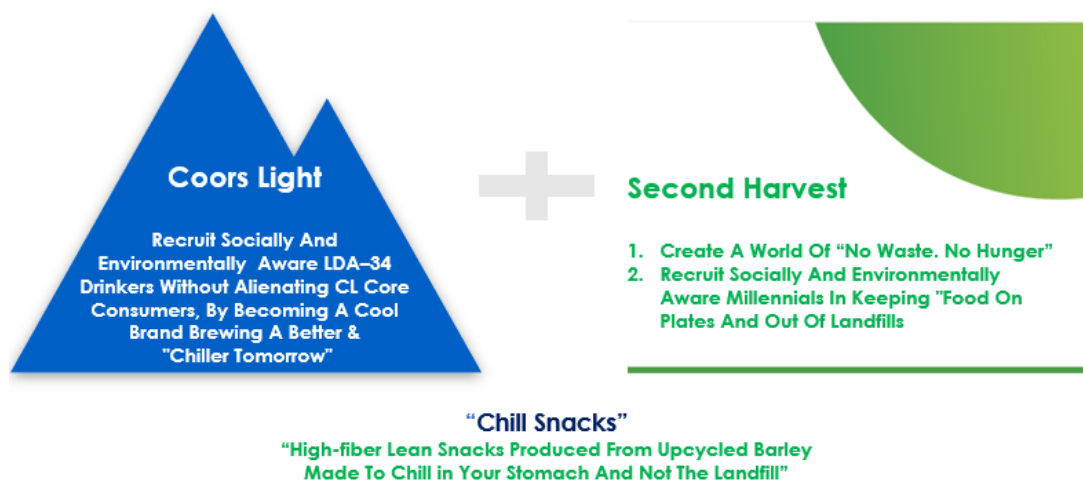 Coors Light
Recruit Socially And
Environmentally Aware LDA–34
Drinkers Without Alienating CL Core
Consumers, By Becoming A Cool
Brand Brewing A Better &
"Chiller Tomorrow"
Second Harvest
1. Create A World Of “No Waste. No Hunger”
2. Recruit Socially And Environmentally
Aware Millennials In Keeping "Food On
Plates And Out Of Landfills
“Chill Snacks”
“High-fiber Lean Snacks Produced From Upcycled Barley
Made To Chill in Your Stomach And Not The Landfill”